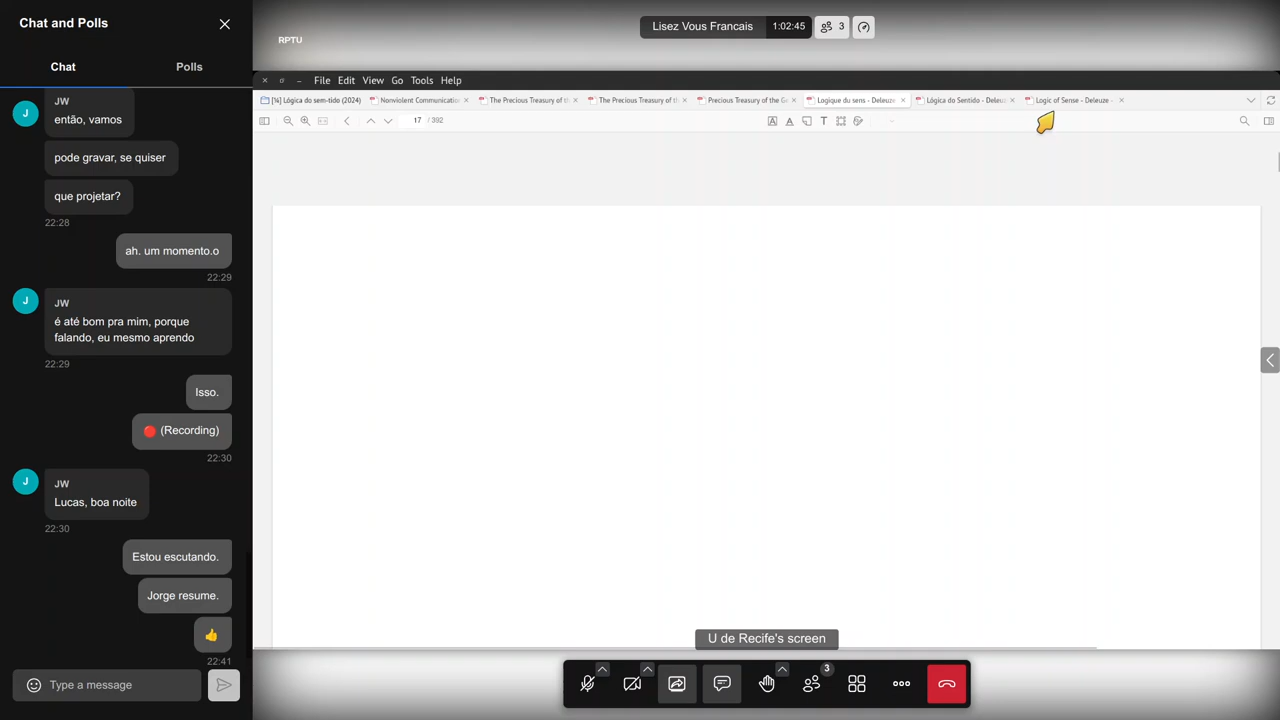 Chat and Polls
Chat
Polls
JW
então, vamos
pode gravar, se quiser
que projetar?
22:28
ah. um momento.o
22:29
J
JW
é até bom pra mim, porque
falando, eu mesmo aprendo
22:29
Isso.
🔴 (Recording)
22:30
J
JW
Lucas, boa noite
22:30
Estou escutando.
Jorge resume.
👍
22:41
Type a message
RPTU
Lisez Vous Francais
1:02:45
3
File Edit View Go Tools Help
[¼] Lógica do sem-tido (2024)
Nonviolent Communication
The Precious Treasury of t
The Precious Treasury of t
Precious Treasury of the G
Logique du sens - Deleuze
Lógica do Sentido - Deleu
Logic of Sense - Deleuze -
17 / 392
U de Recife's screen
3